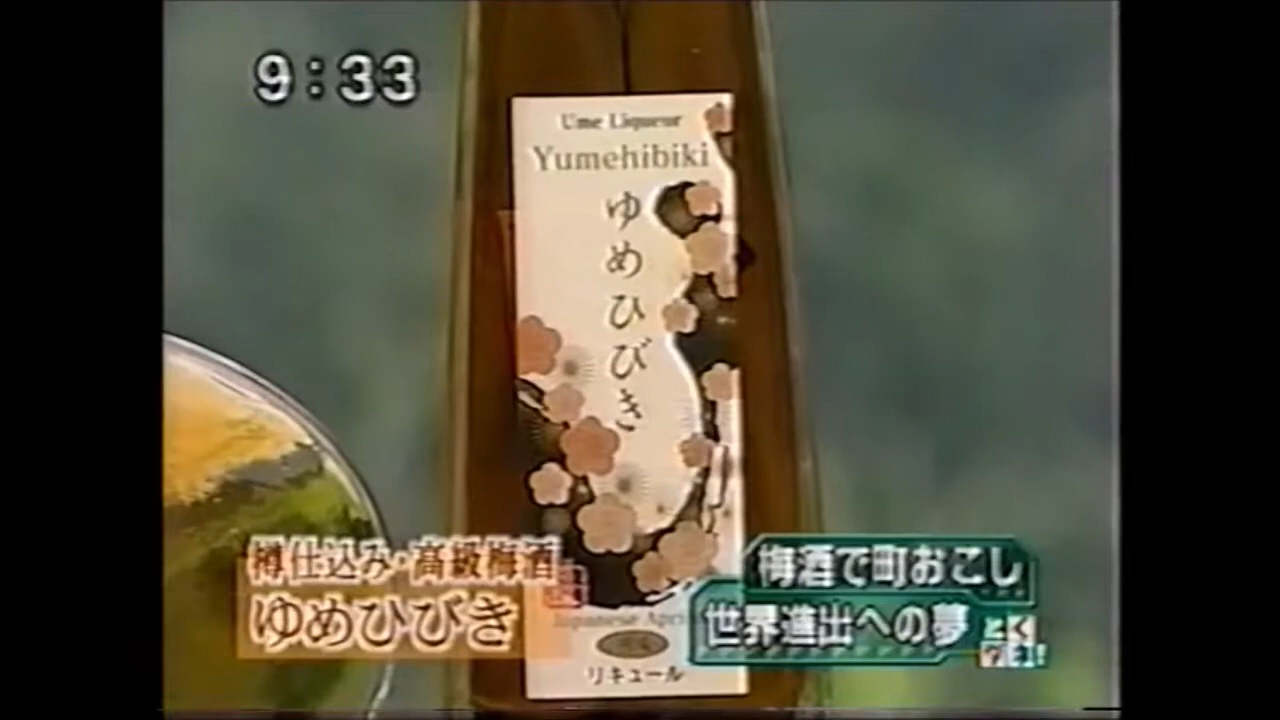 9:33
Ume Liqueur
Yumehibiki
ゆめひびき
樽仕込み・高級梅酒
ゆめひびき
梅酒で町おこし
世界進出への夢
Japanese Apri
リキュール